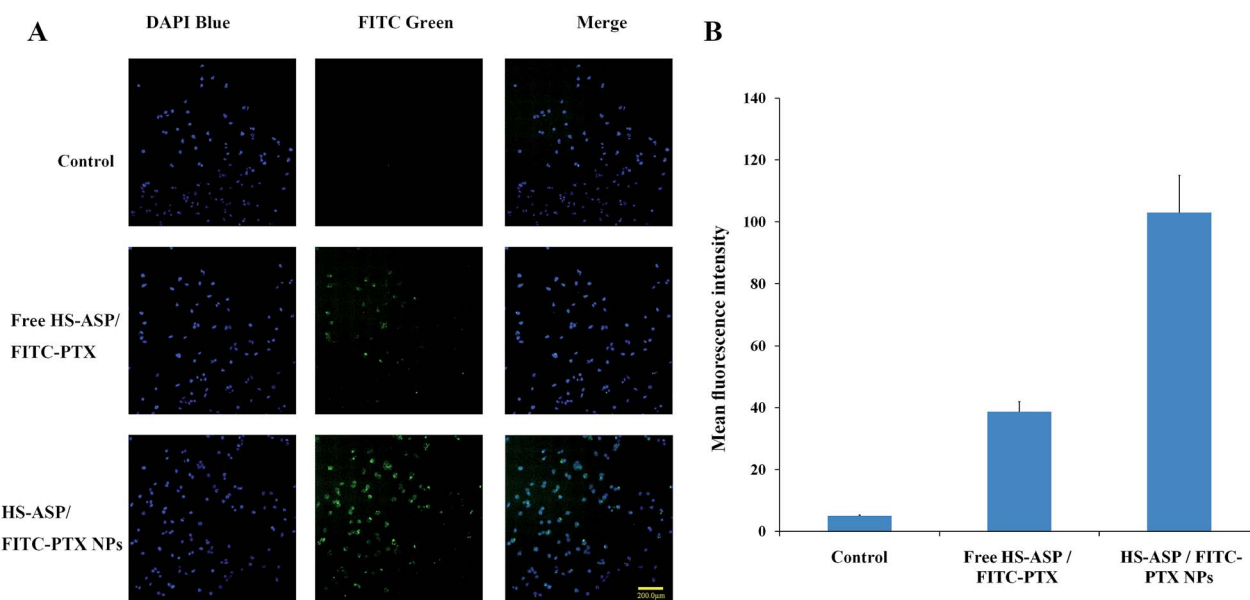 A
DAPI Blue
FITC Green
Merge
Control
Free HS-ASP/
FITC-PTX
HS-ASP/
FITC-PTX NPs
200.0μm
B
Mean fluorescence intensity
140
120
100
80
60
40
20
0
Control
Free HS-ASP /
FITC-PTX
HS-ASP / FITC-
PTX NPs